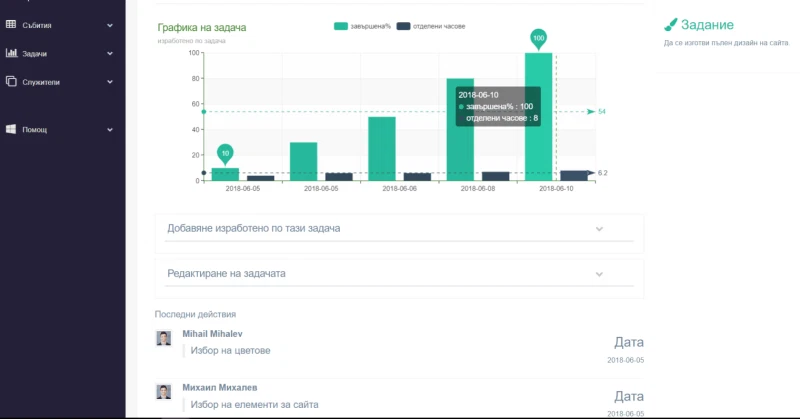 Събития
Задачи
Служители
Помощ
Графика на задача
изработено по задача
завършена%
отделени часове
100
80
60
40
20
0
10
100
54
6.2
2018-06-10
завършена% : 100
отделени часове : 8
2018-06-05
2018-06-05
2018-06-06
2018-06-08
2018-06-10
Добавяне изработено по тази задача
Редактиране на задачата
Последни действия
Mihail Mihalev
Избор на цветове
Дата
2018-06-05
Михаил Михалев
Избор на елементи за сайта
Дата
2018-06-05
Задание
Да се изготви пълен дизайн на сайта